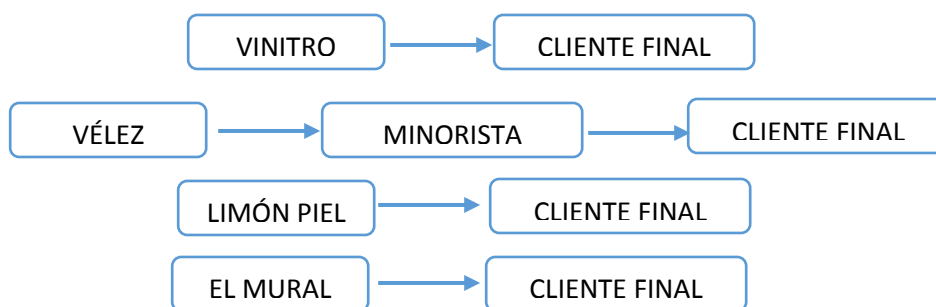 VINITRO CLIENTE FINAL
VÉLEZ MINORISTA CLIENTE FINAL
LIMÓN PIEL CLIENTE FINAL
EL MURAL CLIENTE FINAL